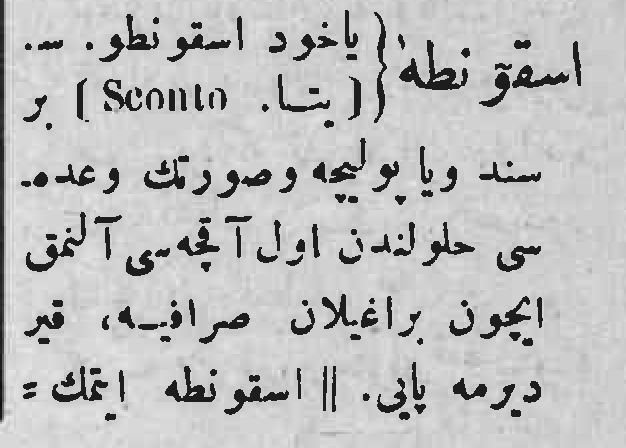 اسقونطه { یاخود اسقونطو. س.
( بتا. Sconto ) بر
سند ویا پولیچه وصورتك وعده‌
سی حلولندن اول آقچه‌سی آلنمق
ایچون براغیلان صرافیه، قیر
دیرمه پایی. || اسقونطه ایتمك =